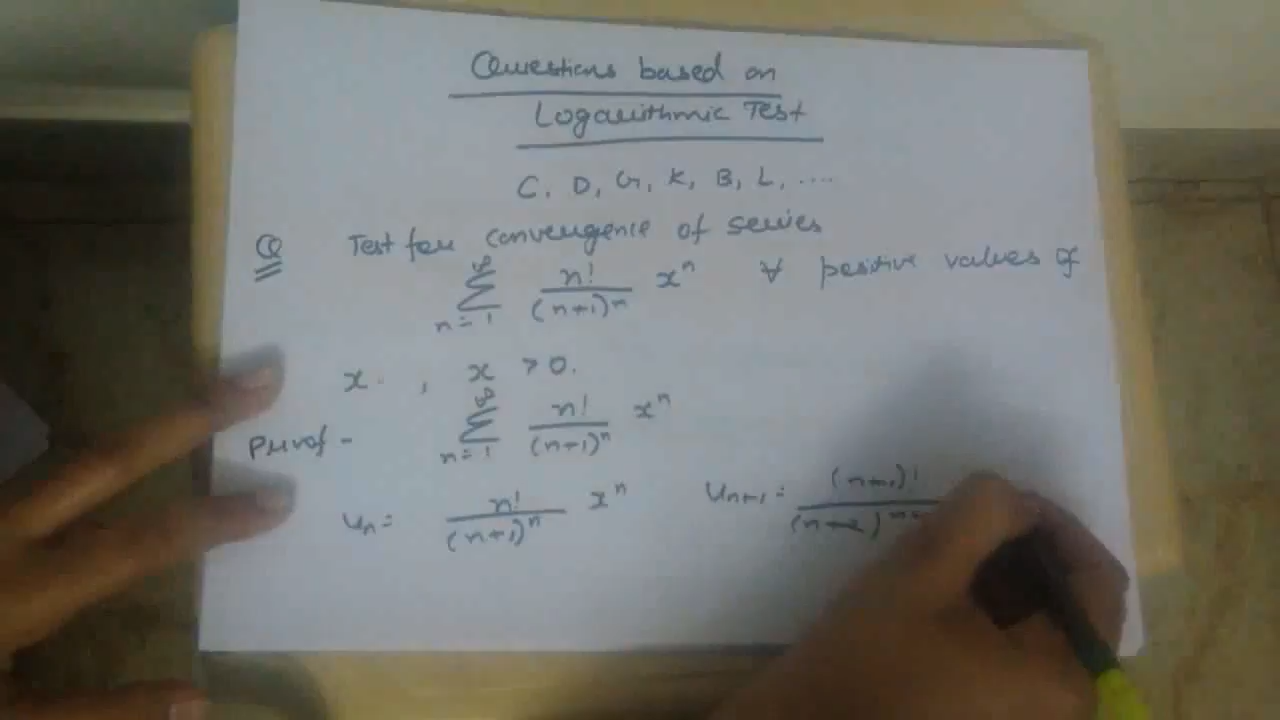 Questions based on
Logarithmic Test
C, D, G, K, B, L, ....
Q Test for convergence of series
∞ ∑ n=1 n!/(n+1)^n x^n ∀ positive values of
x , x > 0.
Proof - ∞ ∑ n=1 n!/(n+1)^n x^n
u_n = n!/(n+1)^n x^n u_{n+1} = (n+1)!/(n+2)